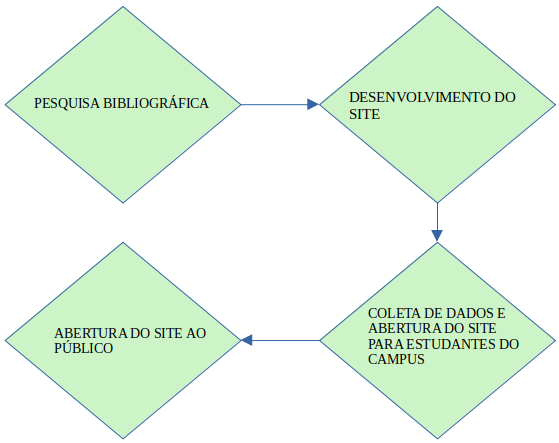 PESQUISA BIBLIOGRÁFICA
DESENVOLVIMENTO DO
SITE
COLETA DE DADOS E
ABERTURA DO SITE
PARA ESTUDANTES DO
CAMPUS
ABERTURA DO SITE AO
PÚBLICO